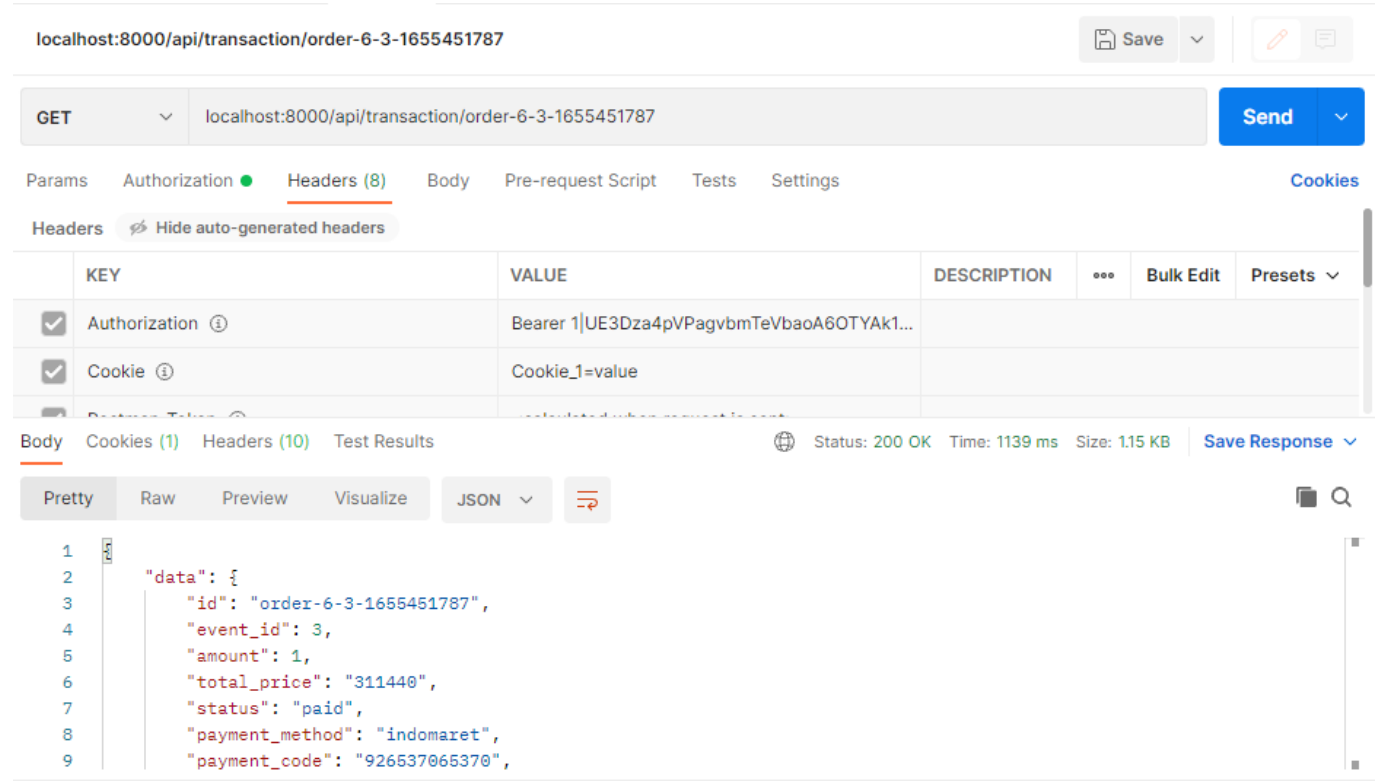 localhost:8000/api/transaction/order-6-3-1655451787
Save
GET
localhost:8000/api/transaction/order-6-3-1655451787
Send
Params Authorization Headers (8) Body Pre-request Script Tests Settings Cookies
Headers Hide auto-generated headers
KEY VALUE DESCRIPTION Bulk Edit Presets
Authorization Bearer 1|UE3Dza4pVPagvbmTeVbaoA6OTYAk1...
Cookie Cookie_1=value
Body Cookies (1) Headers (10) Test Results Status: 200 OK Time: 1139 ms Size: 1.15 KB Save Response
Pretty Raw Preview Visualize JSON
1 {
2 "data": {
3 "id": "order-6-3-1655451787",
4 "event_id": 3,
5 "amount": 1,
6 "total_price": "311440",
7 "status": "paid",
8 "payment_method": "indomaret",
9 "payment_code": "926537065370",